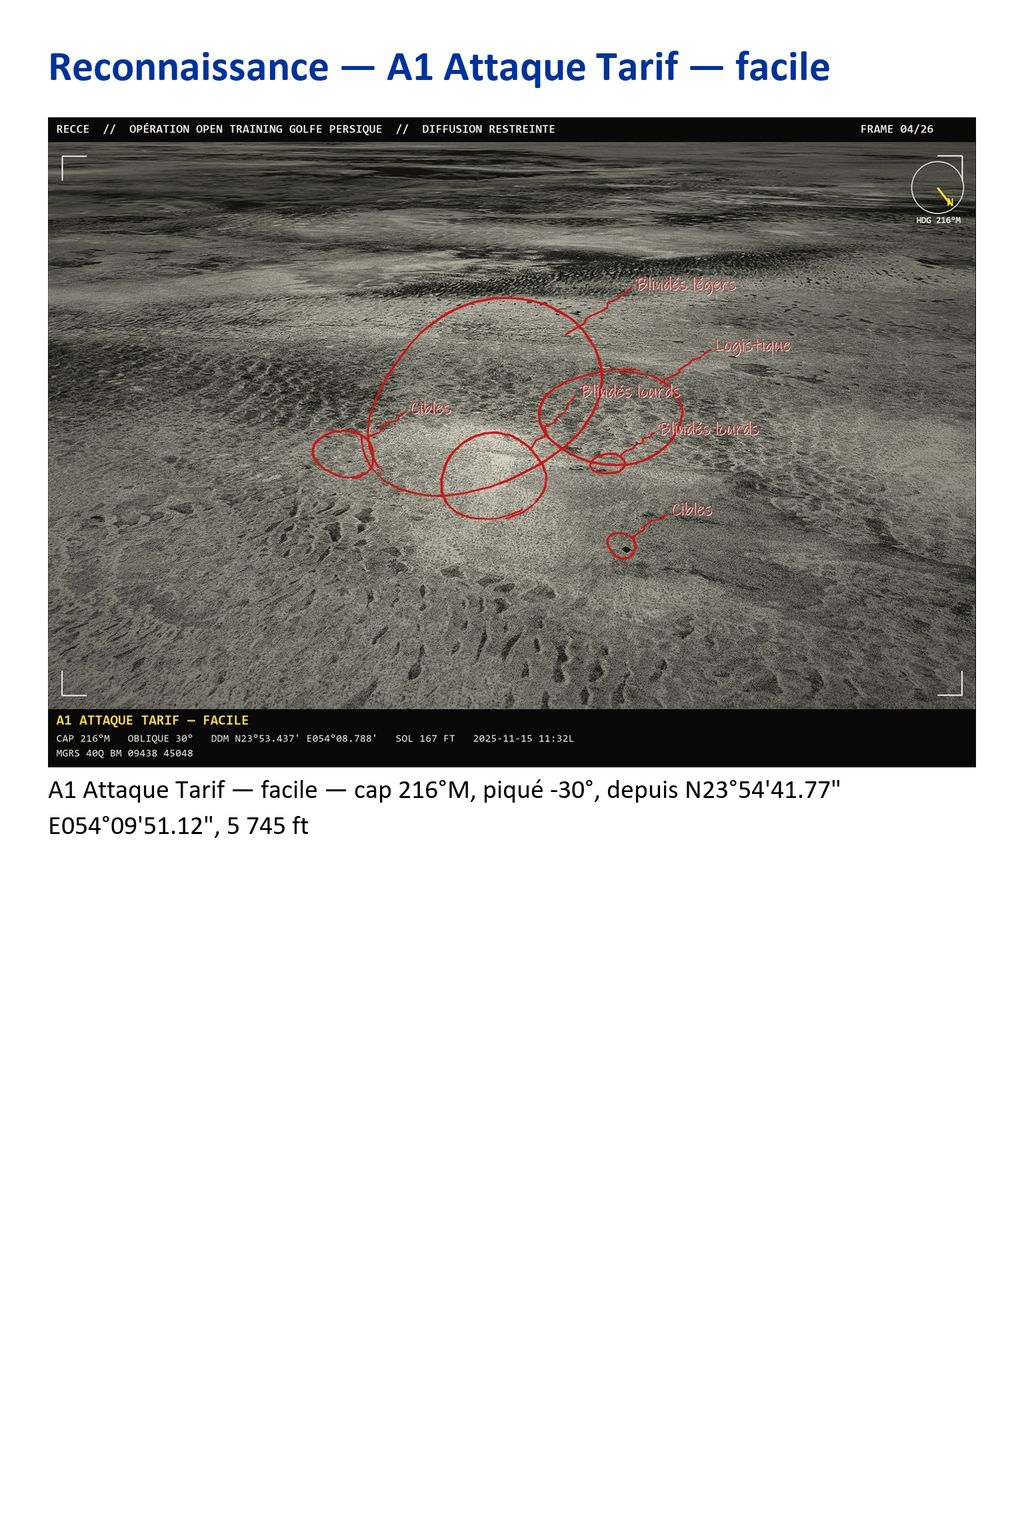 Reconnaissance — A1 Attaque Tarif — facile
RECCE // OPÉRATION OPEN TRAINING GOLFE PERSIQUE // DIFFUSION RESTREINTE FRAME 04/26
N
HDG 216°M
Blindés légers
Logistique
Blindés lourds
Cibles
Blindés lourds
Cibles
A1 ATTAQUE TARIF — FACILE
CAP 216°M OBLIQUE 30° DDM N23°53.437' E054°08.788' SOL 167 FT 2025-11-15 11:32L
MGRS 40Q BM 09438 45048
A1 Attaque Tarif — facile — cap 216°M, piqué -30°, depuis N23°54'41.77"
E054°09'51.12", 5 745 ft